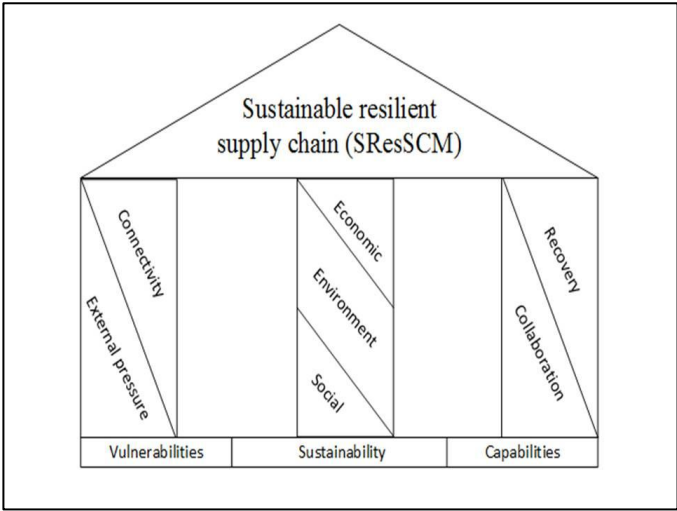 Sustainable resilient
supply chain (SResSCM)
Connectivity
External pressure
Economic
Environment
Social
Recovery
Collaboration
Vulnerabilities
Sustainability
Capabilities